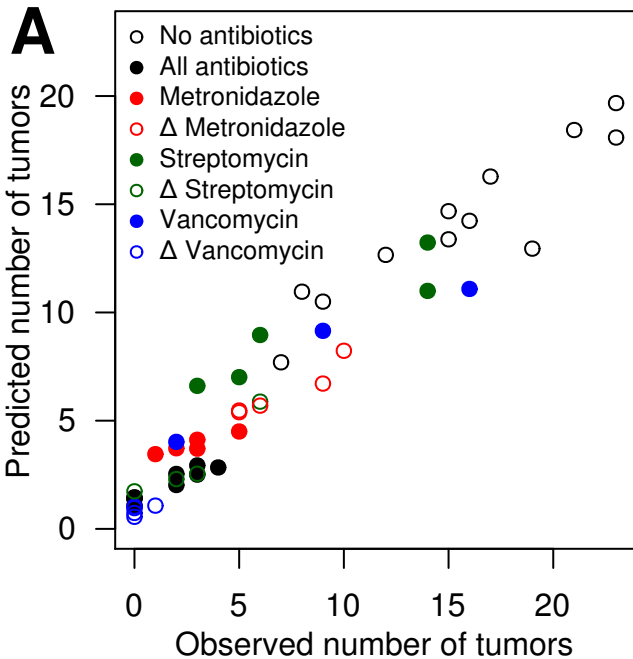 A
No antibiotics
All antibiotics
Metronidazole
Δ Metronidazole
Streptomycin
Δ Streptomycin
Vancomycin
Δ Vancomycin
Predicted number of tumors
20
15
10
5
0
0 5 10 15 20
Observed number of tumors